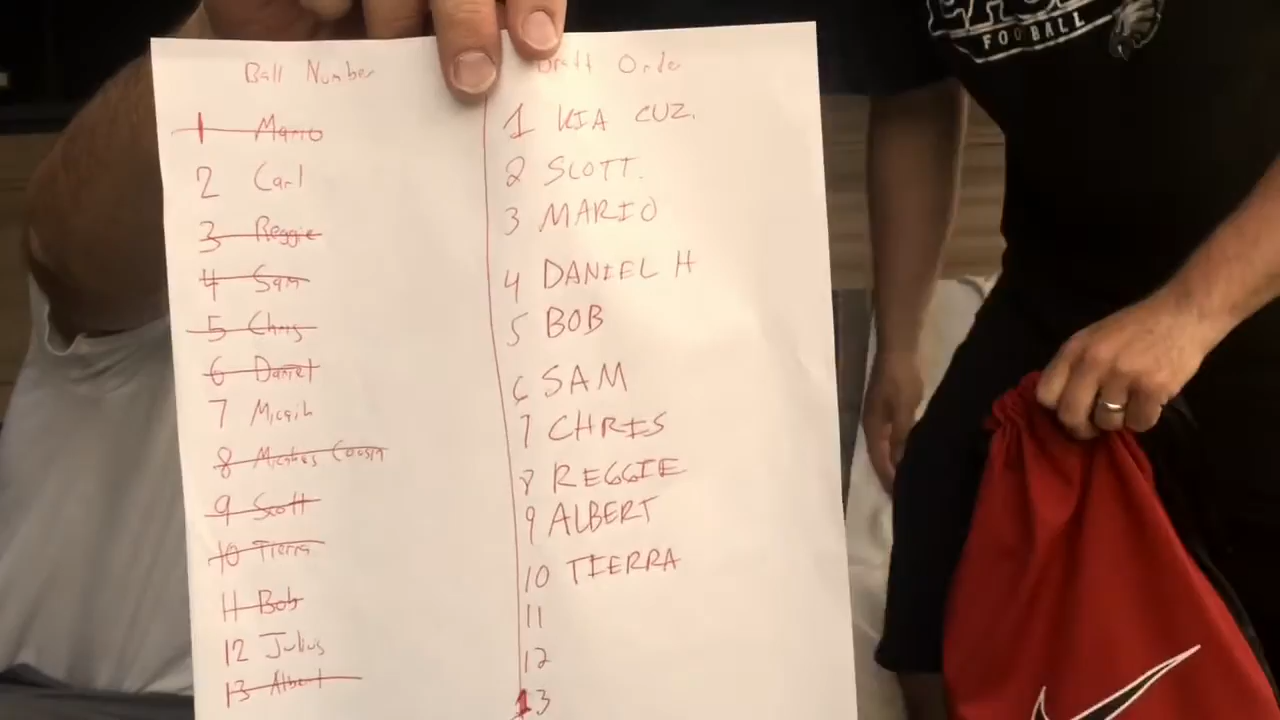 FOOTBALL
Ball Number
1 Mario
2 Carl
3 Reggie
4 Sam
5 Chris
6 Daniel
7 Micaih
8 Cousin
9 Scott
10 Tierra
11 Bob
12 Julius
13 Albert
Draft Order
1 KIA CUZ.
2 SCOTT.
3 MARIO
4 DANIEL H
5 BOB
6 SAM
7 CHRIS
8 REGGIE
9 ALBERT
10 TIERRA
11
12
13